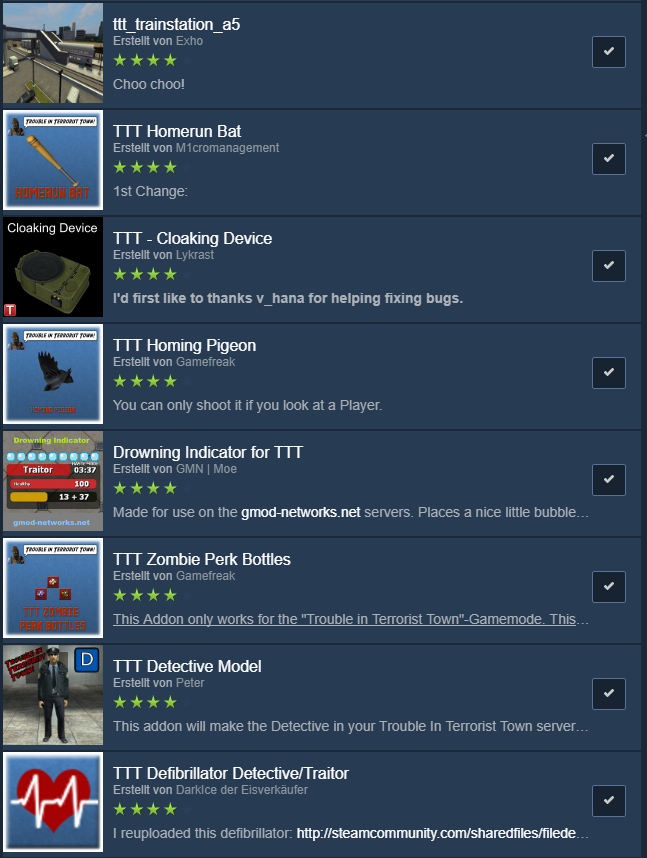 ttt_trainstation_a5
Erstellt von Exho
Choo choo!
TROUBLE IN TERRORIST TOWN!
HOMERUN BAT
TTT Homerun Bat
Erstellt von M1cromanagement
1st Change:
Cloaking Device
T
TTT - Cloaking Device
Erstellt von Lykrast
I'd first like to thanks v_hana for helping fixing bugs.
TROUBLE IN TERRORIST TOWN!
HOMING PIGEON
TTT Homing Pigeon
Erstellt von Gamefreak
You can only shoot it if you look at a Player.
Drowning Indicator
Traitor 03:37
Healthy 100
13 + 37
gmod-networks.net
Drowning Indicator for TTT
Erstellt von GMN | Moe
Made for use on the gmod-networks.net servers. Places a nice little bubble…
TROUBLE IN TERRORIST TOWN!
TTT ZOMBIE
PERK BOTTLES
TTT Zombie Perk Bottles
Erstellt von Gamefreak
This Addon only works for the "Trouble in Terrorist Town"-Gamemode. This…
TROUBLE IN
TERRORIST
TOWN
D
TTT Detective Model
Erstellt von Peter
This addon will make the Detective in your Trouble In Terrorist Town server…
TTT Defibrillator Detective/Traitor
Erstellt von DarkIce der Eisverkäufer
I reuploaded this defibrillator: http://steamcommunity.com/sharedfiles/filede…